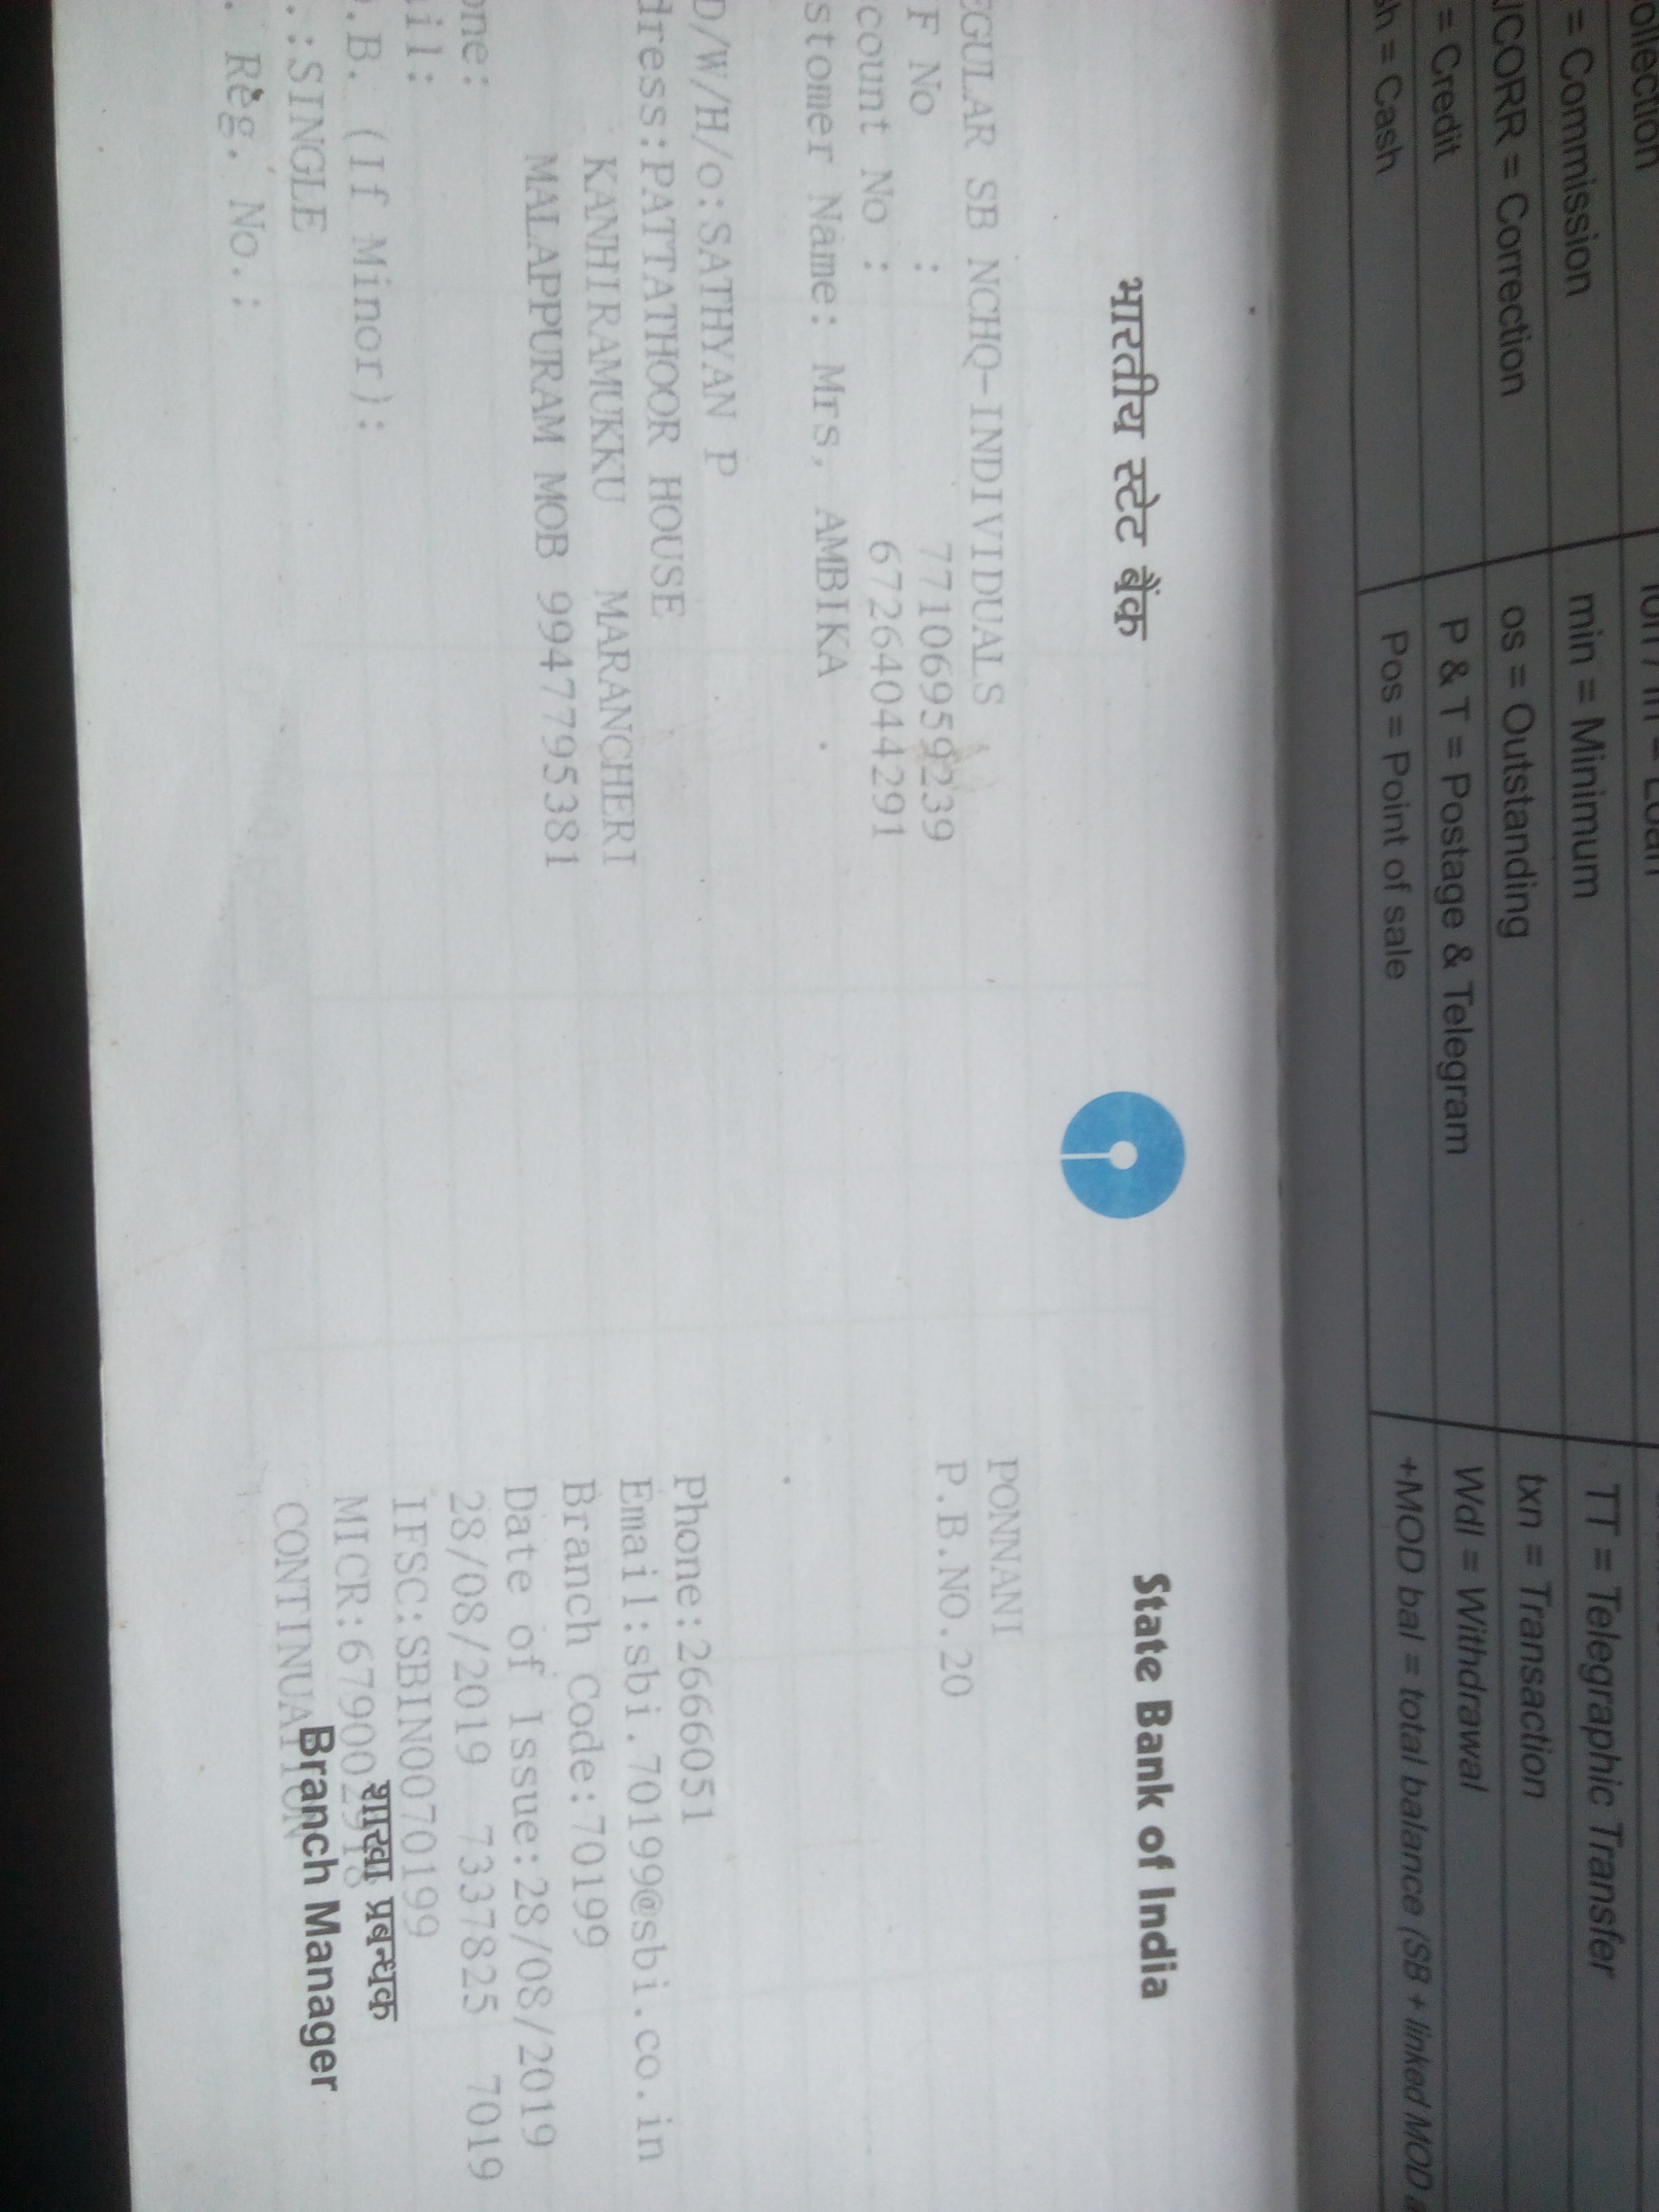 ollection
= Commission
min = Minimum
TT = Telegraphic Transfer
CORR = Correction
os = Outstanding
txn = Transaction
= Credit
P & T = Postage & Telegram
Wdl = Withdrawal
sh = Cash
Pos = Point of sale
+MOD bal = total balance (SB + linked MOD
भारतीय स्टेट बैंक
State Bank of India
EGULAR SB NCHQ-INDIVIDUALS
PONNANI
F No : 77106959239
P.B.NO.20
count No : 67264044291
stomer Name: Mrs, AMBIKA
D/W/H/o:SATHYAN P
Phone:2666051
dress:PATTATHOOR HOUSE
Email:sbi.70199@sbi.co.in
KANHIRAMUKKU MARANCHERI
Branch Code:70199
MALAPPURAM MOB 9947795381
Date of Issue:28/08/2019
one:
28/08/2019 7337825 7019
il:
IFSC:SBIN0070199
.B. (If Minor):
MICR:679002918
शाखा प्रबन्धक
.:SINGLE
CONTINUATION
Branch Manager
. Reg. No.: